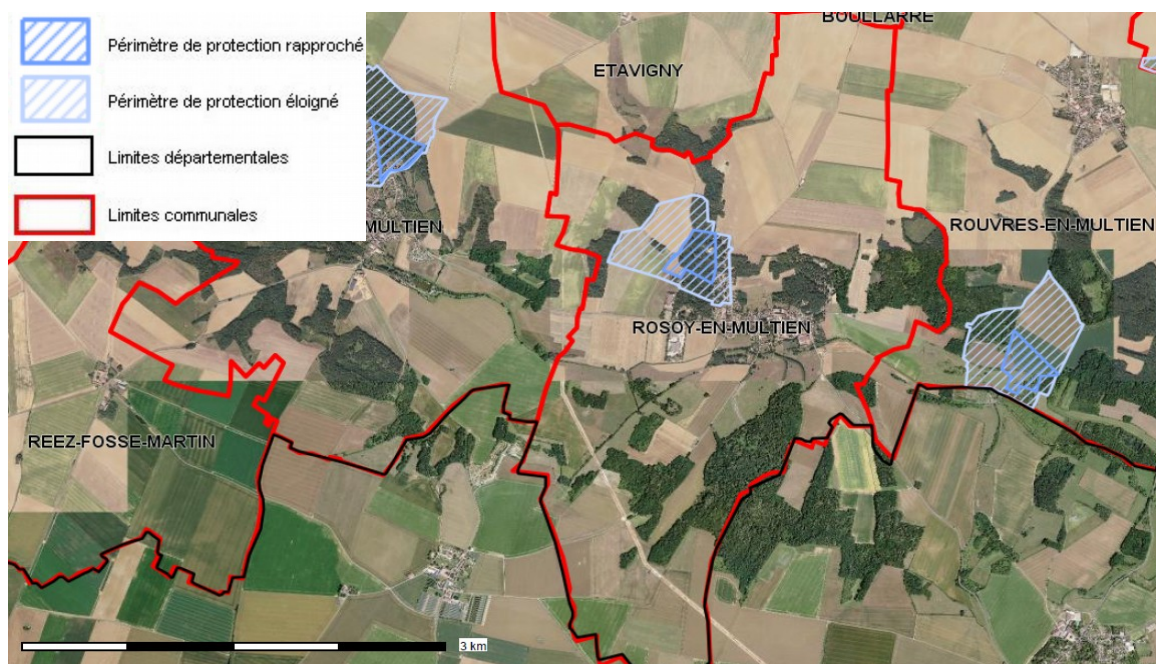 Périmètre de protection rapproché
Périmètre de protection éloigné
Limites départementales
Limites communales
BOULLARRE
ETAVIGNY
MULTIEN
ROUVRES-EN-MULTIEN
ROSOY-EN-MULTIEN
REEZ-FOSSE-MARTIN
3 km